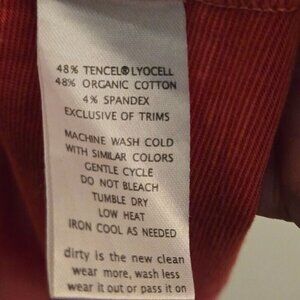 48% TENCEL®LYOCELL
48% ORGANIC COTTON
4% SPANDEX
EXCLUSIVE OF TRIMS
MACHINE WASH COLD
WITH SIMILAR COLORS
GENTLE CYCLE
DO NOT BLEACH
TUMBLE DRY
LOW HEAT
IRON COOL AS NEEDED
dirty is the new clean
wear more, wash less
wear it out or pass it on